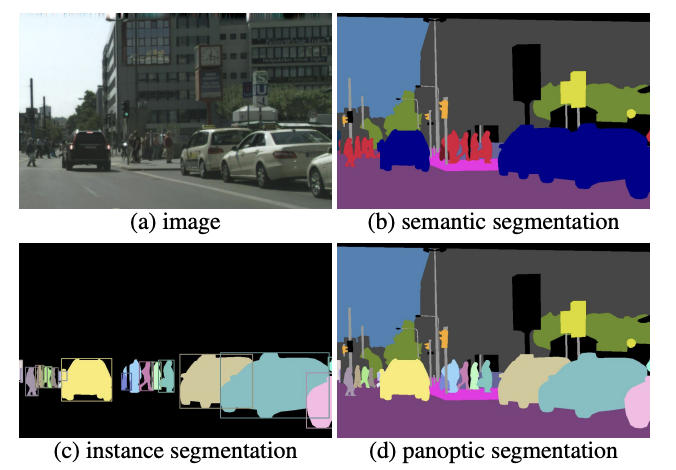 (a) image
(b) semantic segmentation
(c) instance segmentation
(d) panoptic segmentation